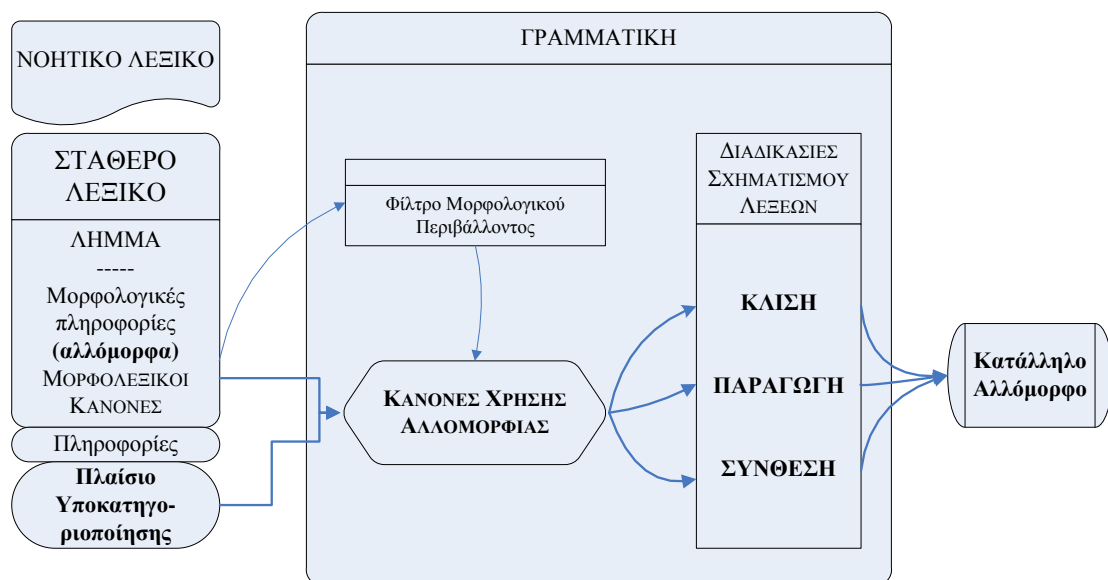 ΝΟΗΤΙΚΟ ΛΕΞΙΚΟ
ΣΤΑΘΕΡΟ
ΛΕΞΙΚΟ
ΛΗΜΜΑ
-----
Μορφολογικές
πληροφορίες
(αλλόμορφα)
ΜΟΡΦΟΛΕΞΙΚΟΙ
ΚΑΝΟΝΕΣ
Πληροφορίες
Πλαίσιο
Υποκατηγο-
ριοποίησης
ΓΡΑΜΜΑΤΙΚΗ
Φίλτρο Μορφολογικού
Περιβάλλοντος
ΚΑΝΟΝΕΣ ΧΡΗΣΗΣ
ΑΛΛΟΜΟΡΦΙΑΣ
ΔΙΑΔΙΚΑΣΙΕΣ
ΣΧΗΜΑΤΙΣΜΟΥ
ΛΕΞΕΩΝ
ΚΛΙΣΗ
ΠΑΡΑΓΩΓΗ
ΣΥΝΘΕΣΗ
Κατάλληλο
Αλλόμορφο